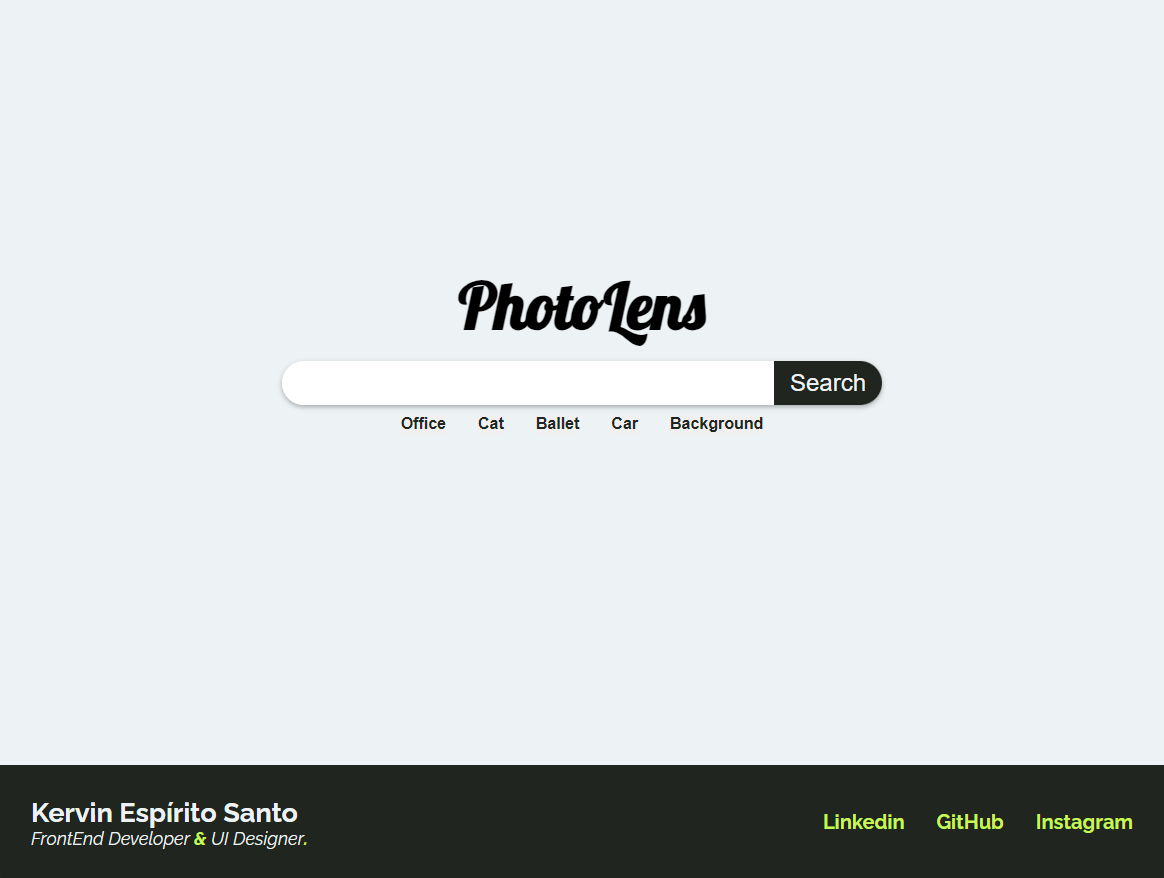 PhotoLens
Search
Office Cat Ballet Car Background
Kervin Espírito Santo
FrontEnd Developer & UI Designer.
Linkedin GitHub Instagram